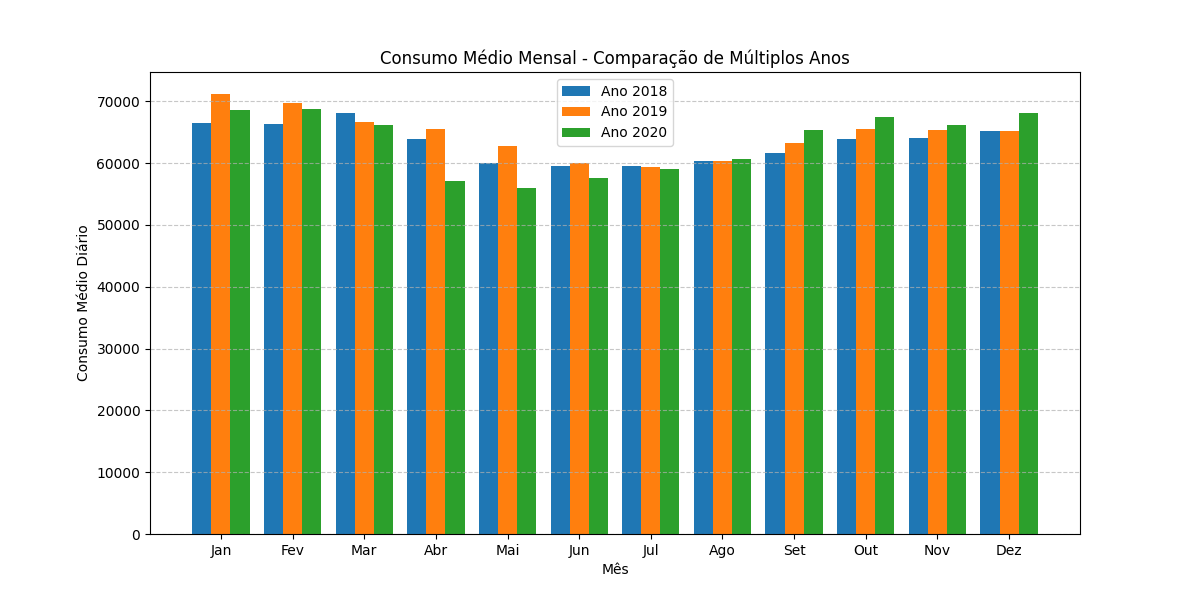 Consumo Médio Mensal - Comparação de Múltiplos Anos
Ano 2018
Ano 2019
Ano 2020
Consumo Médio Diário
70000
60000
50000
40000
30000
20000
10000
0
Jan Fev Mar Abr Mai Jun Jul Ago Set Out Nov Dez
Mês